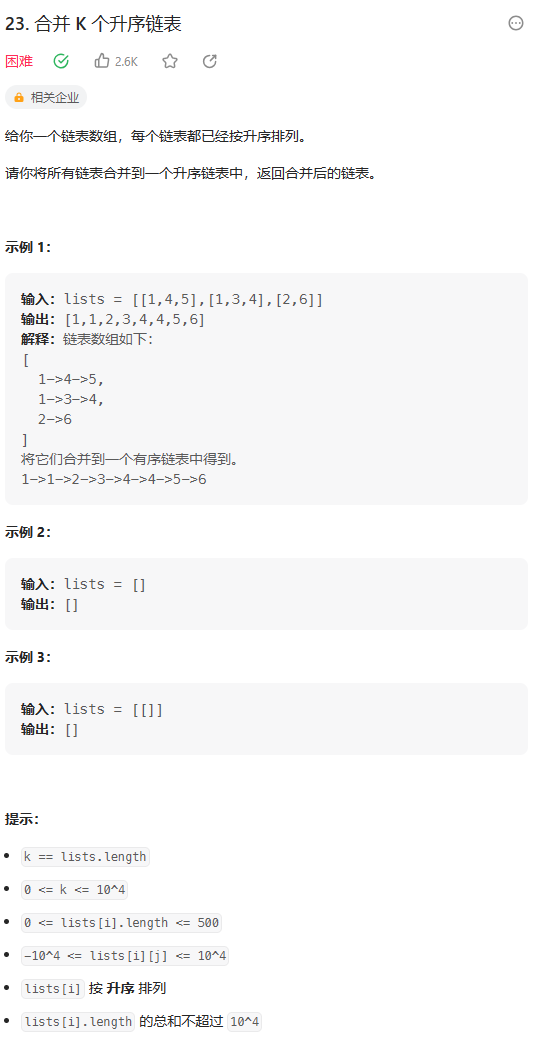 23. 合并 K 个升序链表
困难 2.6K
相关企业
给你一个链表数组，每个链表都已经按升序排列。
请你将所有链表合并到一个升序链表中，返回合并后的链表。
示例 1：
输入：lists = [[1,4,5],[1,3,4],[2,6]]
输出：[1,1,2,3,4,4,5,6]
解释：链表数组如下：
[
  1->4->5,
  1->3->4,
  2->6
]
将它们合并到一个有序链表中得到。
1->1->2->3->4->4->5->6
示例 2：
输入：lists = []
输出：[]
示例 3：
输入：lists = [[]]
输出：[]
提示：
k == lists.length
0 <= k <= 10^4
0 <= lists[i].length <= 500
-10^4 <= lists[i][j] <= 10^4
lists[i] 按 升序 排列
lists[i].length 的总和不超过 10^4